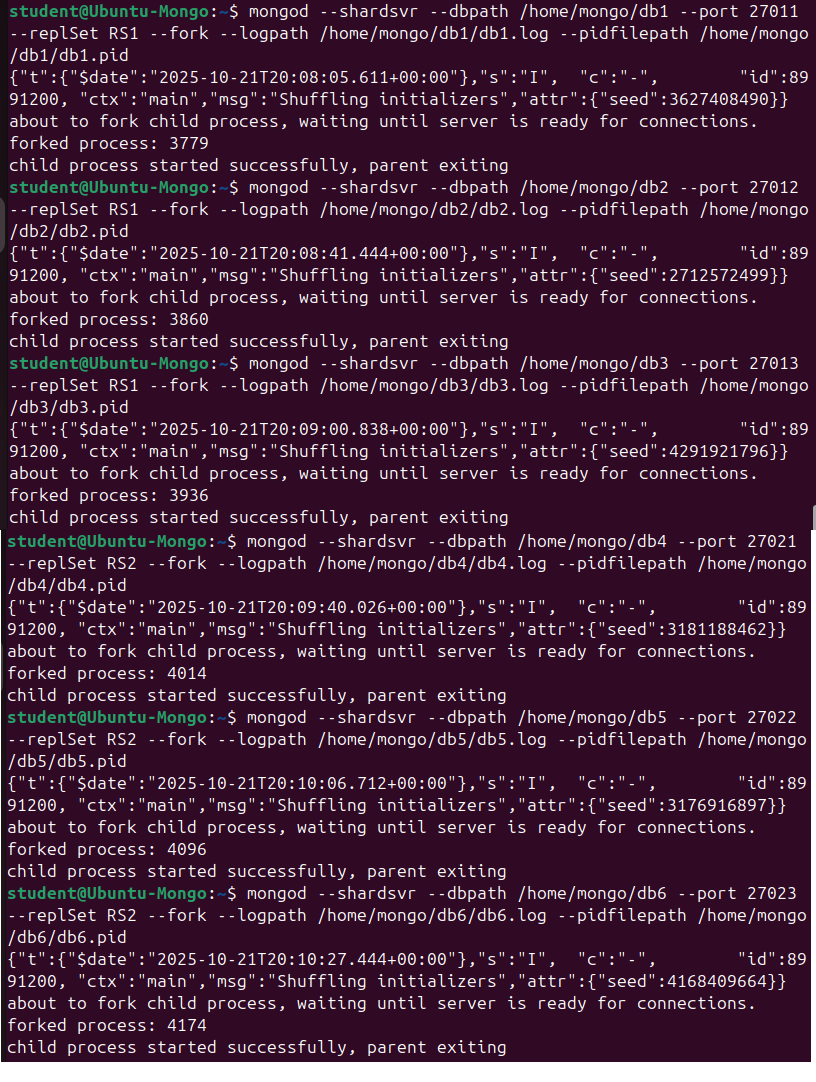 student@Ubuntu-Mongo:~$ mongod --shardsvr --dbpath /home/mongo/db1 --port 27011
--replSet RS1 --fork --logpath /home/mongo/db1/db1.log --pidfilepath /home/mongo
/db1/db1.pid
{"t":{"$date":"2025-10-21T20:08:05.611+00:00"},"s":"I",  "c":"-",        "id":89
91200, "ctx":"main","msg":"Shuffling initializers","attr":{"seed":3627408490}}
about to fork child process, waiting until server is ready for connections.
forked process: 3779
child process started successfully, parent exiting
student@Ubuntu-Mongo:~$ mongod --shardsvr --dbpath /home/mongo/db2 --port 27012
--replSet RS1 --fork --logpath /home/mongo/db2/db2.log --pidfilepath /home/mongo
/db2/db2.pid
{"t":{"$date":"2025-10-21T20:08:41.444+00:00"},"s":"I",  "c":"-",        "id":89
91200, "ctx":"main","msg":"Shuffling initializers","attr":{"seed":2712572499}}
about to fork child process, waiting until server is ready for connections.
forked process: 3860
child process started successfully, parent exiting
student@Ubuntu-Mongo:~$ mongod --shardsvr --dbpath /home/mongo/db3 --port 27013
--replSet RS1 --fork --logpath /home/mongo/db3/db3.log --pidfilepath /home/mongo
/db3/db3.pid
{"t":{"$date":"2025-10-21T20:09:00.838+00:00"},"s":"I",  "c":"-",        "id":89
91200, "ctx":"main","msg":"Shuffling initializers","attr":{"seed":4291921796}}
about to fork child process, waiting until server is ready for connections.
forked process: 3936
child process started successfully, parent exiting
student@Ubuntu-Mongo:~$ mongod --shardsvr --dbpath /home/mongo/db4 --port 27021
--replSet RS2 --fork --logpath /home/mongo/db4/db4.log --pidfilepath /home/mongo
/db4/db4.pid
{"t":{"$date":"2025-10-21T20:09:40.026+00:00"},"s":"I",  "c":"-",        "id":89
91200, "ctx":"main","msg":"Shuffling initializers","attr":{"seed":3181188462}}
about to fork child process, waiting until server is ready for connections.
forked process: 4014
child process started successfully, parent exiting
student@Ubuntu-Mongo:~$ mongod --shardsvr --dbpath /home/mongo/db5 --port 27022
--replSet RS2 --fork --logpath /home/mongo/db5/db5.log --pidfilepath /home/mongo
/db5/db5.pid
{"t":{"$date":"2025-10-21T20:10:06.712+00:00"},"s":"I",  "c":"-",        "id":89
91200, "ctx":"main","msg":"Shuffling initializers","attr":{"seed":3176916897}}
about to fork child process, waiting until server is ready for connections.
forked process: 4096
child process started successfully, parent exiting
student@Ubuntu-Mongo:~$ mongod --shardsvr --dbpath /home/mongo/db6 --port 27023
--replSet RS2 --fork --logpath /home/mongo/db6/db6.log --pidfilepath /home/mongo
/db6/db6.pid
{"t":{"$date":"2025-10-21T20:10:27.444+00:00"},"s":"I",  "c":"-",        "id":89
91200, "ctx":"main","msg":"Shuffling initializers","attr":{"seed":4168409664}}
about to fork child process, waiting until server is ready for connections.
forked process: 4174
child process started successfully, parent exiting